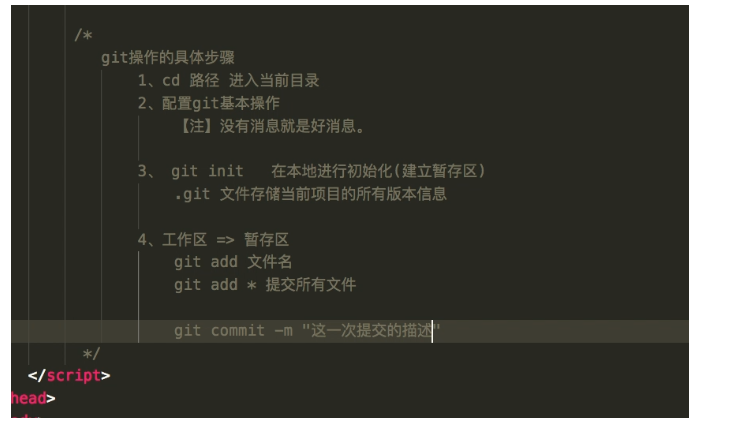 /*
git操作的具体步骤
1、cd 路径 进入当前目录
2、配置git基本操作
【注】没有消息就是好消息。
3、 git init 在本地进行初始化(建立暂存区)
.git 文件存储当前项目的所有版本信息
4、工作区 => 暂存区
git add 文件名
git add * 提交所有文件
git commit -m "这一次提交的描述"
*/
</script>
head>